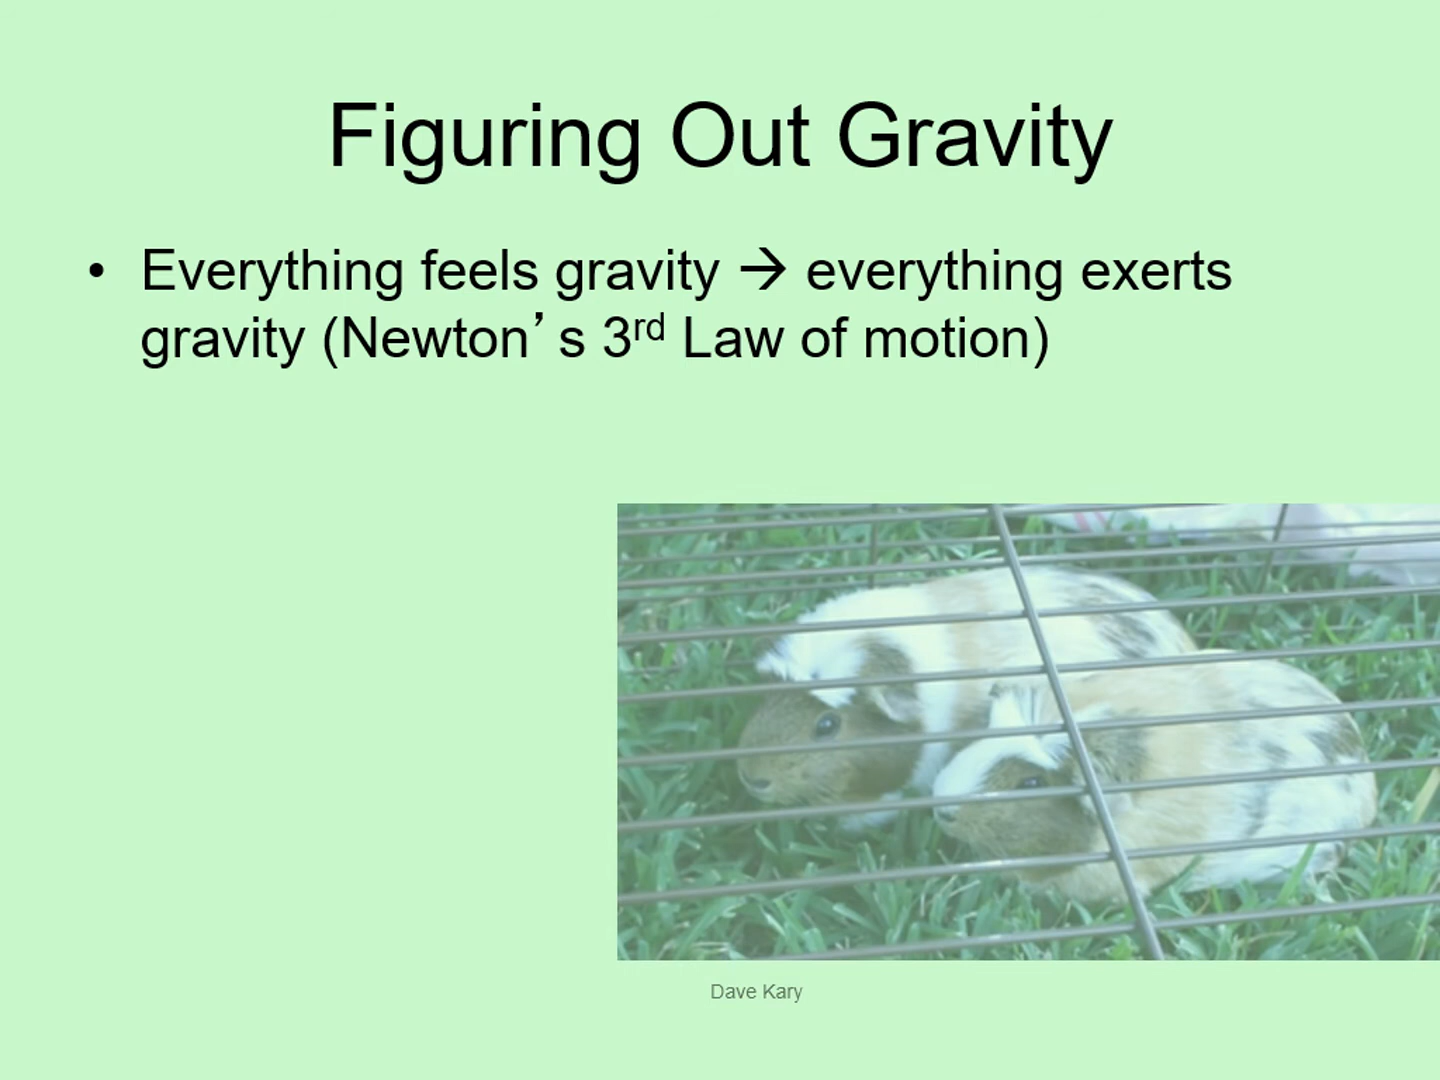 Figuring Out Gravity
• Everything feels gravity → everything exerts
gravity (Newton’s 3rd Law of motion)
Dave Kary